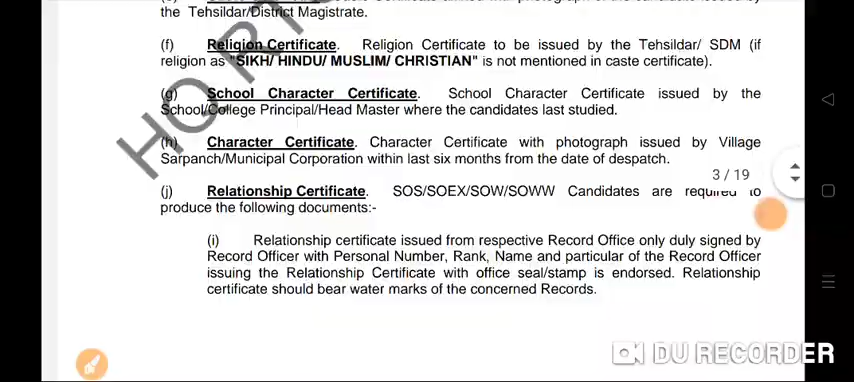 the Tehsildar/District Magistrate.
(f) Religion Certificate. Religion Certificate to be issued by the Tehsildar/ SDM (if
religion as "SIKH/ HINDU/ MUSLIM/ CHRISTIAN" is not mentioned in caste certificate).
(g) School Character Certificate. School Character Certificate issued by the
School/College Principal/Head Master where the candidates last studied.
(h) Character Certificate. Character Certificate with photograph issued by Village
Sarpanch/Municipal Corporation within last six months from the date of despatch.
3 / 19
(j) Relationship Certificate. SOS/SOEX/SOW/SOWW Candidates are required to
produce the following documents:-
(i) Relationship certificate issued from respective Record Office only duly signed by
Record Officer with Personal Number, Rank, Name and particular of the Record Officer
issuing the Relationship Certificate with office seal/stamp is endorsed. Relationship
certificate should bear water marks of the concerned Records.
DU RECORDER